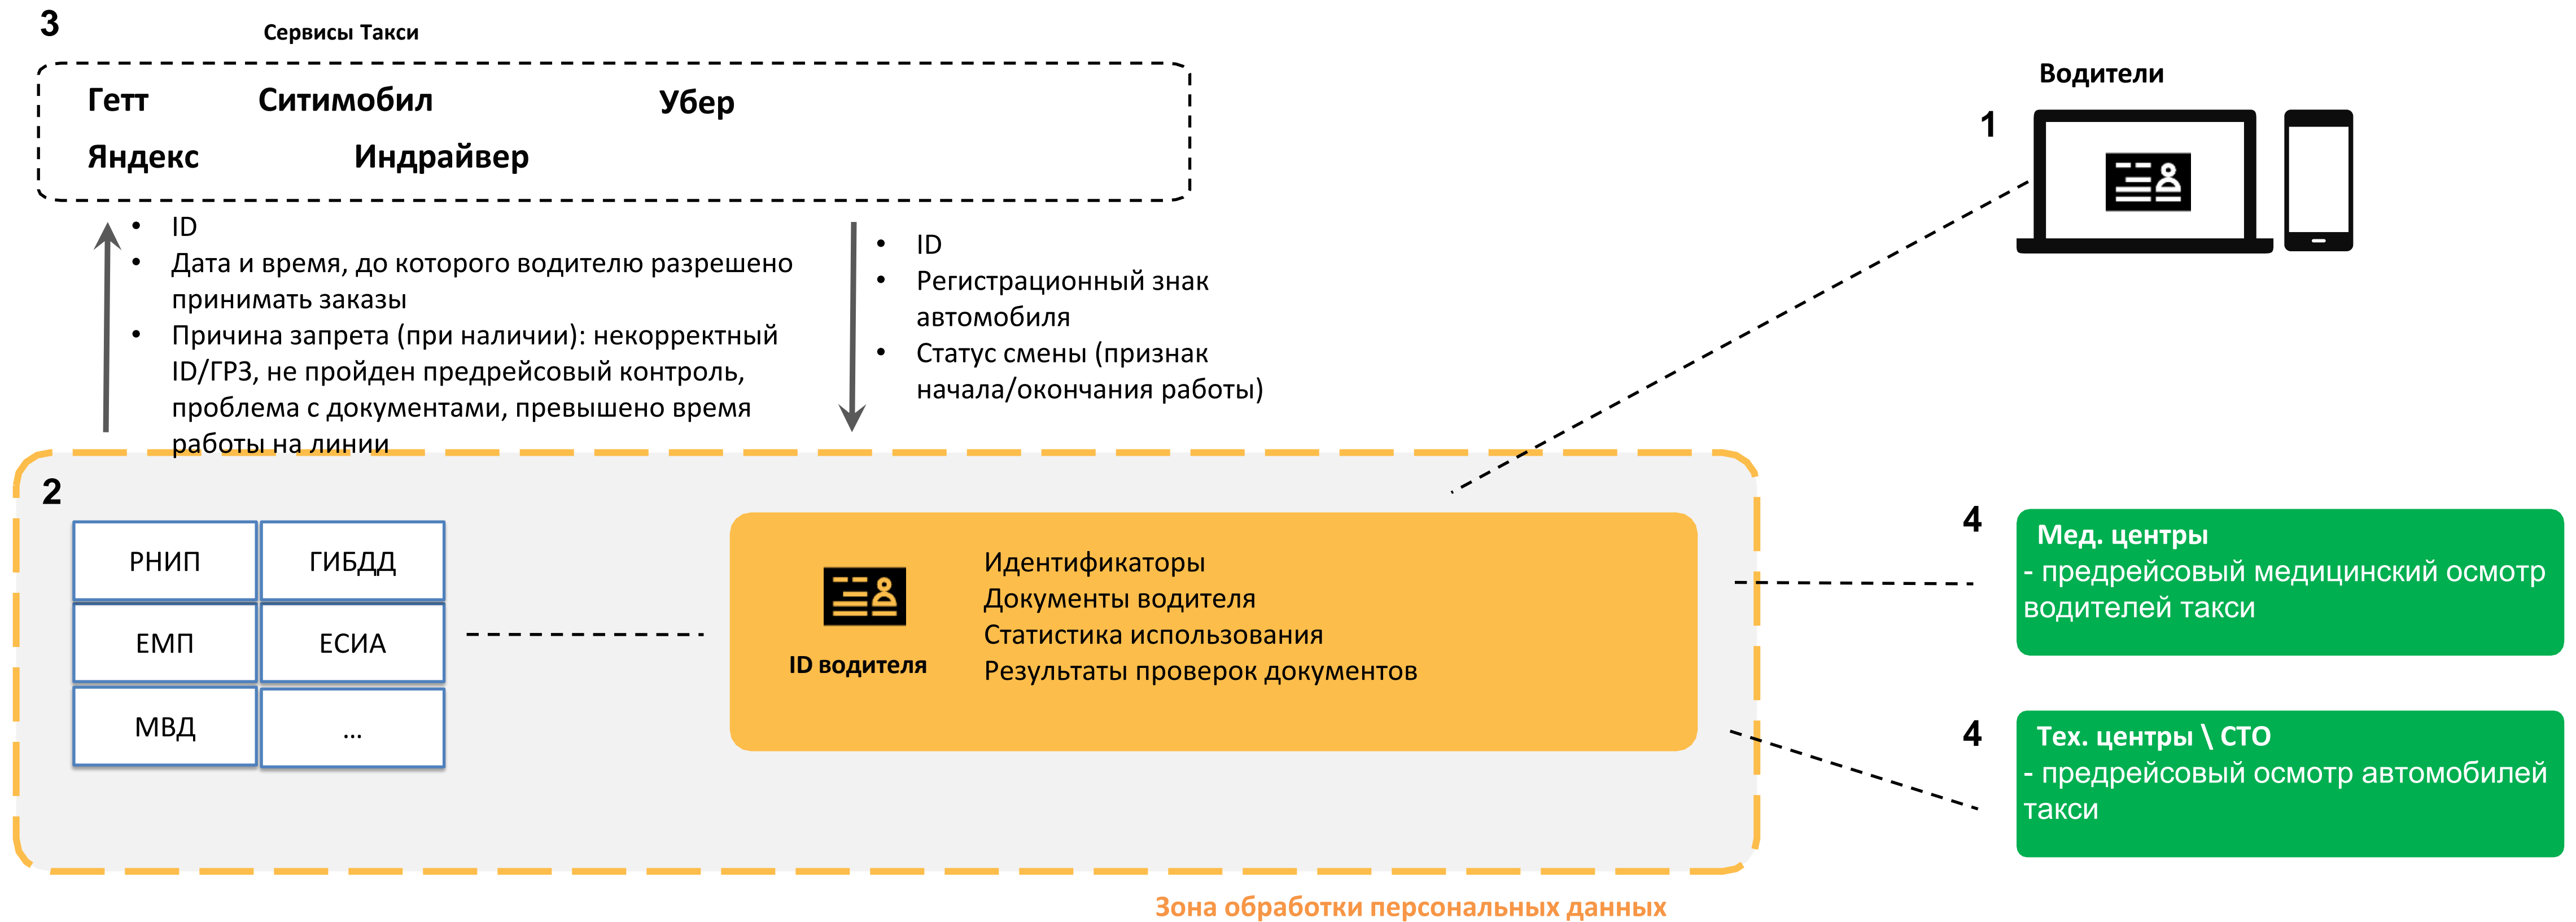 3
Сервисы Такси
Гетт
Ситимобил
Убер
Яндекс
Индрайвер
• ID
• Дата и время, до которого водителю разрешено
принимать заказы
• Причина запрета (при наличии): некорректный
ID/ГРЗ, не пройден предрейсовый контроль,
проблема с документами, превышено время
работы на линии
• ID
• Регистрационный знак
автомобиля
• Статус смены (признак
начала/окончания работы)
Водители
1
2
РНИП
ГИБДД
ЕМП
ЕСИА
МВД
...
ID водителя
Идентификаторы
Документы водителя
Статистика использования
Результаты проверок документов
4
Мед. центры
- предрейсовый медицинский осмотр
водителей такси
4
Тех. центры \ СТО
- предрейсовый осмотр автомобилей
такси
Зона обработки персональных данных